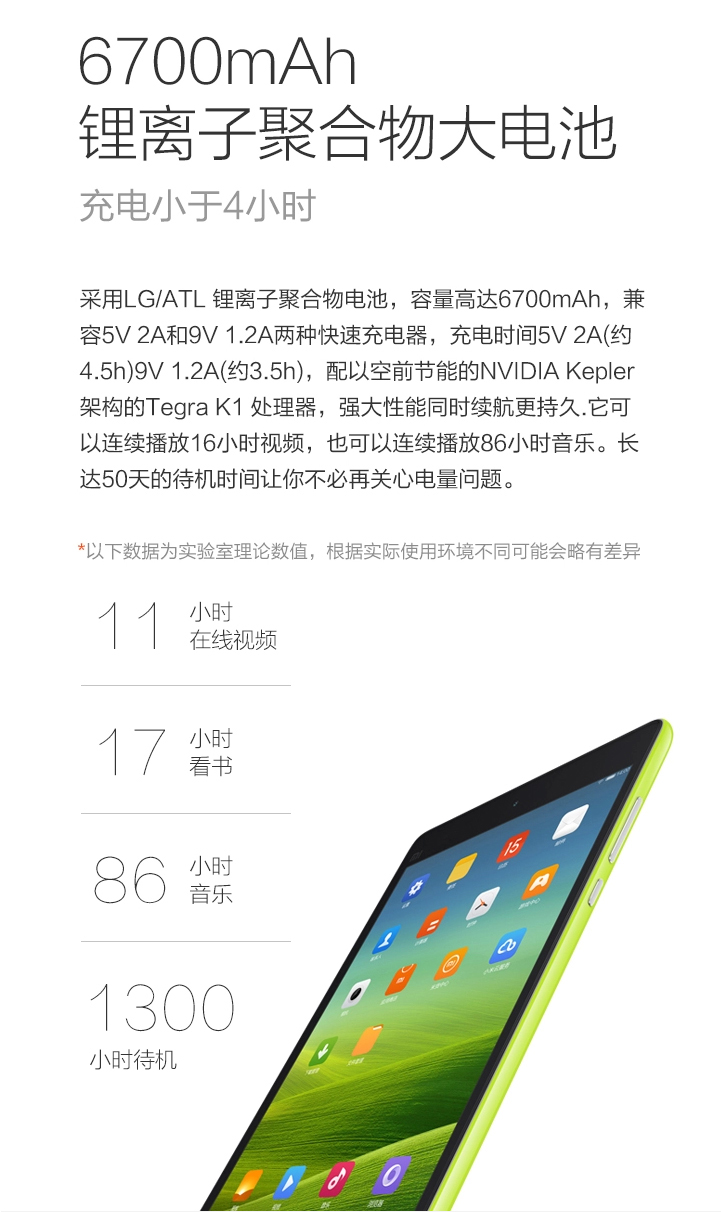 6700mAh
锂离子聚合物大电池
充电小于4小时
采用LG/ATL 锂离子聚合物电池，容量高达6700mAh，兼
容5V 2A和9V 1.2A两种快速充电器，充电时间5V 2A(约
4.5h)9V 1.2A(约3.5h)，配以空前节能的NVIDIA Kepler
架构的Tegra K1 处理器，强大性能同时续航更持久.它可
以连续播放16小时视频，也可以连续播放86小时音乐。长
达50天的待机时间让你不必再关心电量问题。
*以下数据为实验室理论数值，根据实际使用环境不同可能会略有差异
11 小时
在线视频
17 小时
看书
86 小时
音乐
1300
小时待机
15